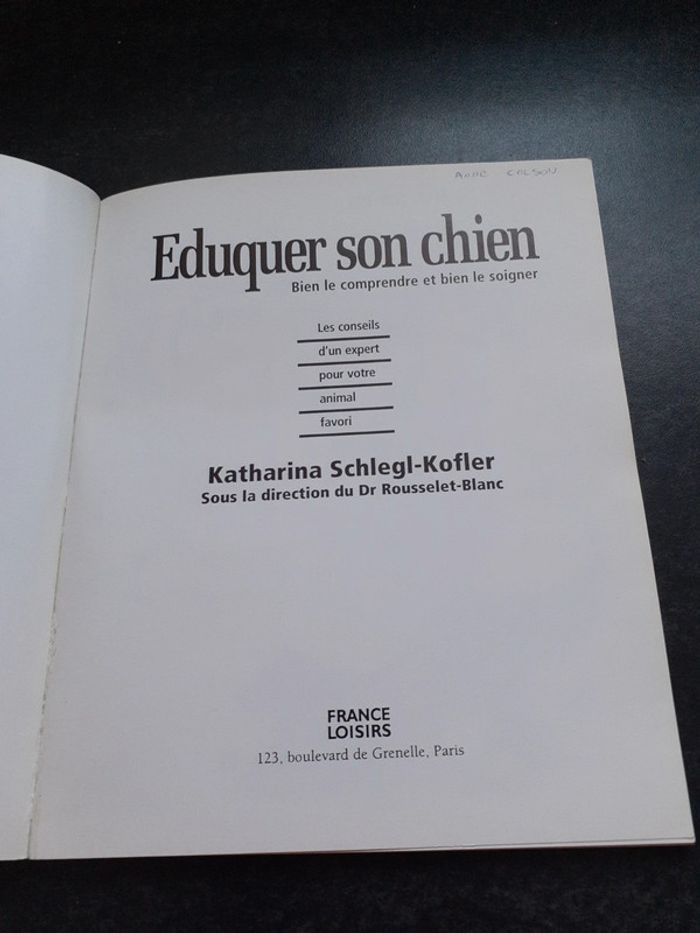 Eduquer son chien
Bien le comprendre et bien le soigner
Les conseils
d'un expert
pour votre
animal
favori
Katharina Schlegl-Kofler
Sous la direction du Dr Rousselet-Blanc
FRANCE
LOISIRS
123, boulevard de Grenelle, Paris